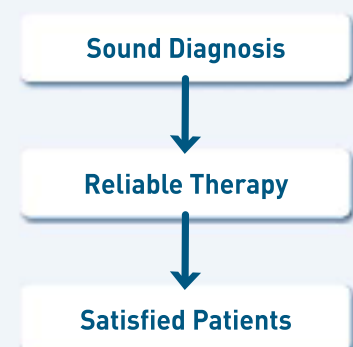 Sound Diagnosis
Reliable Therapy
Satisfied Patients